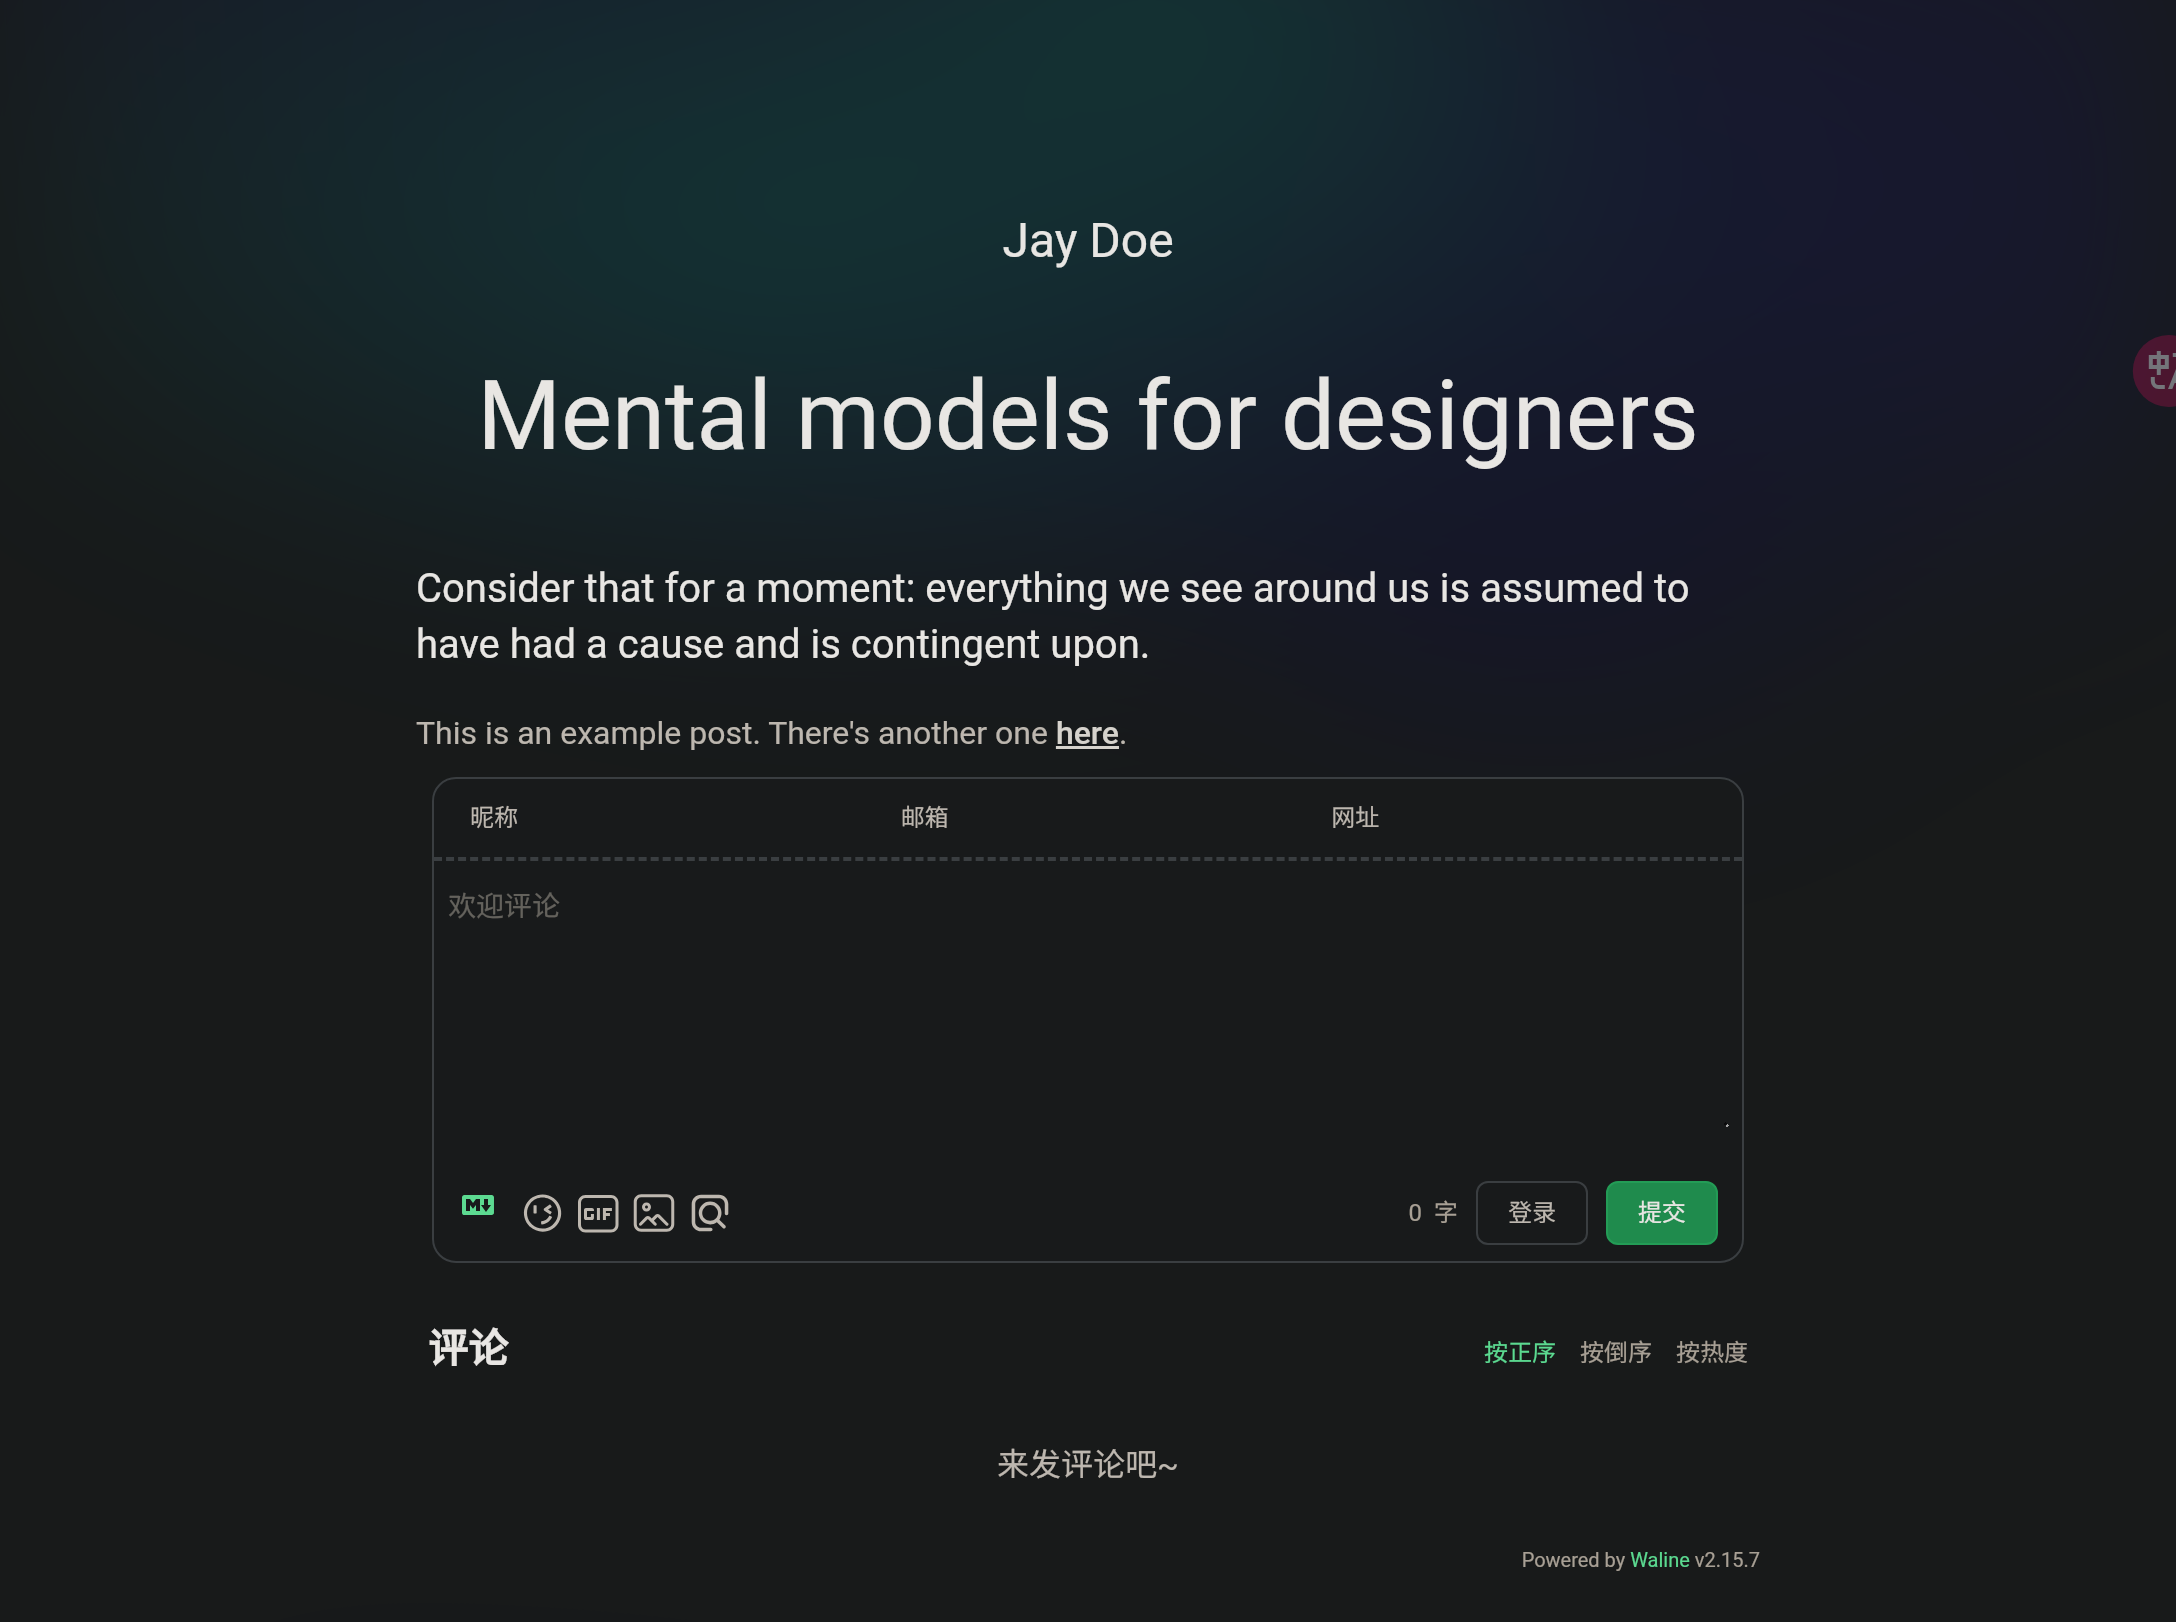 Jay Doe
Mental models for designers
Consider that for a moment: everything we see around us is assumed to
have had a cause and is contingent upon.
This is an example post. There's another one here.
昵称 邮箱 网址
欢迎评论
M GIF 0 字 登录 提交
评论 按正序 按倒序 按热度
来发评论吧~
Powered by Waline v2.15.7